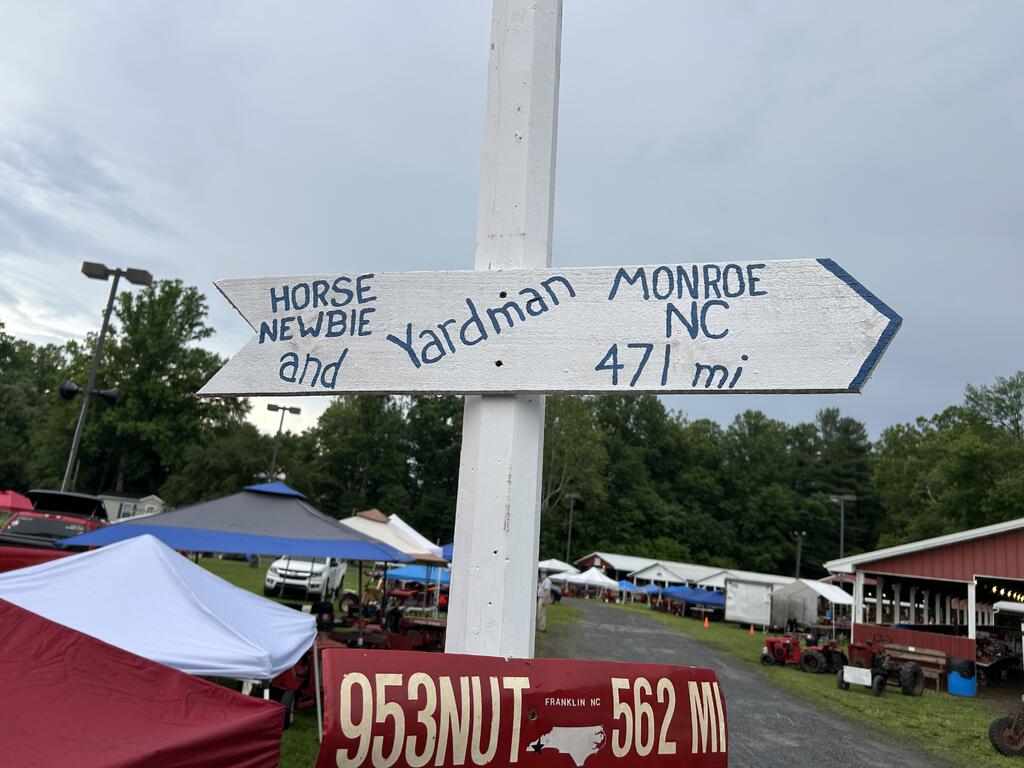 HORSE
NEWBIE
and
Yardman
MONROE
NC
471 mi
953NUT
FRANKLIN NC
562 MI